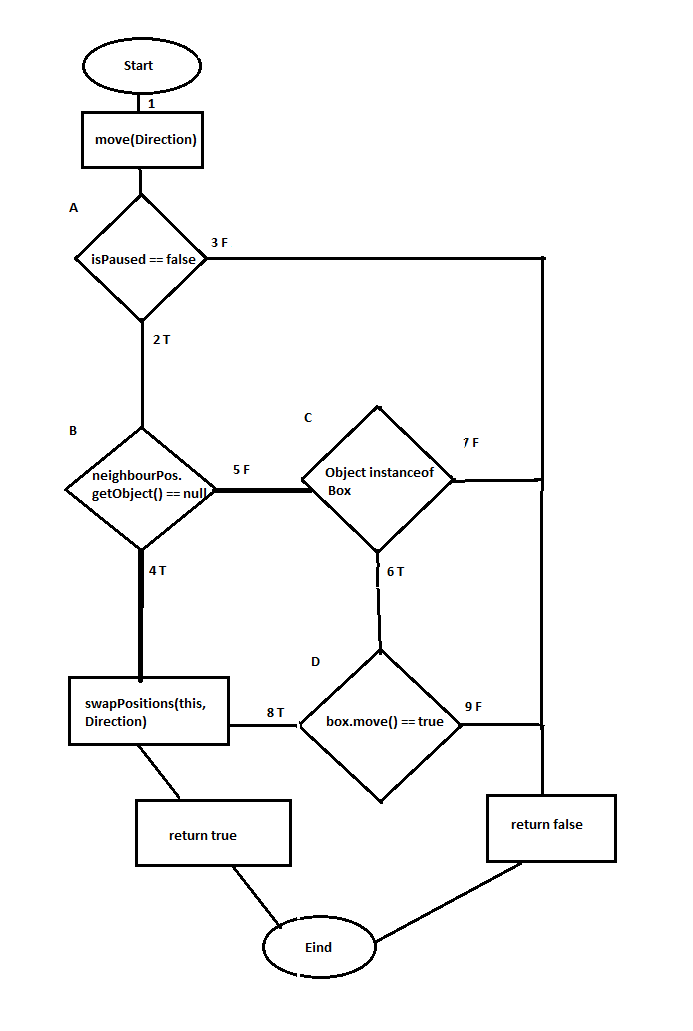 Start
1
move(Direction)
A
3 F
isPaused == false
2 T
B
C
7 F
5 F
neighbourPos.
getObject() == null
Object instanceof
Box
4 T
6 T
D
swapPositions(this,
Direction)
8 T
box.move() == true
9 F
return true
return false
Eind